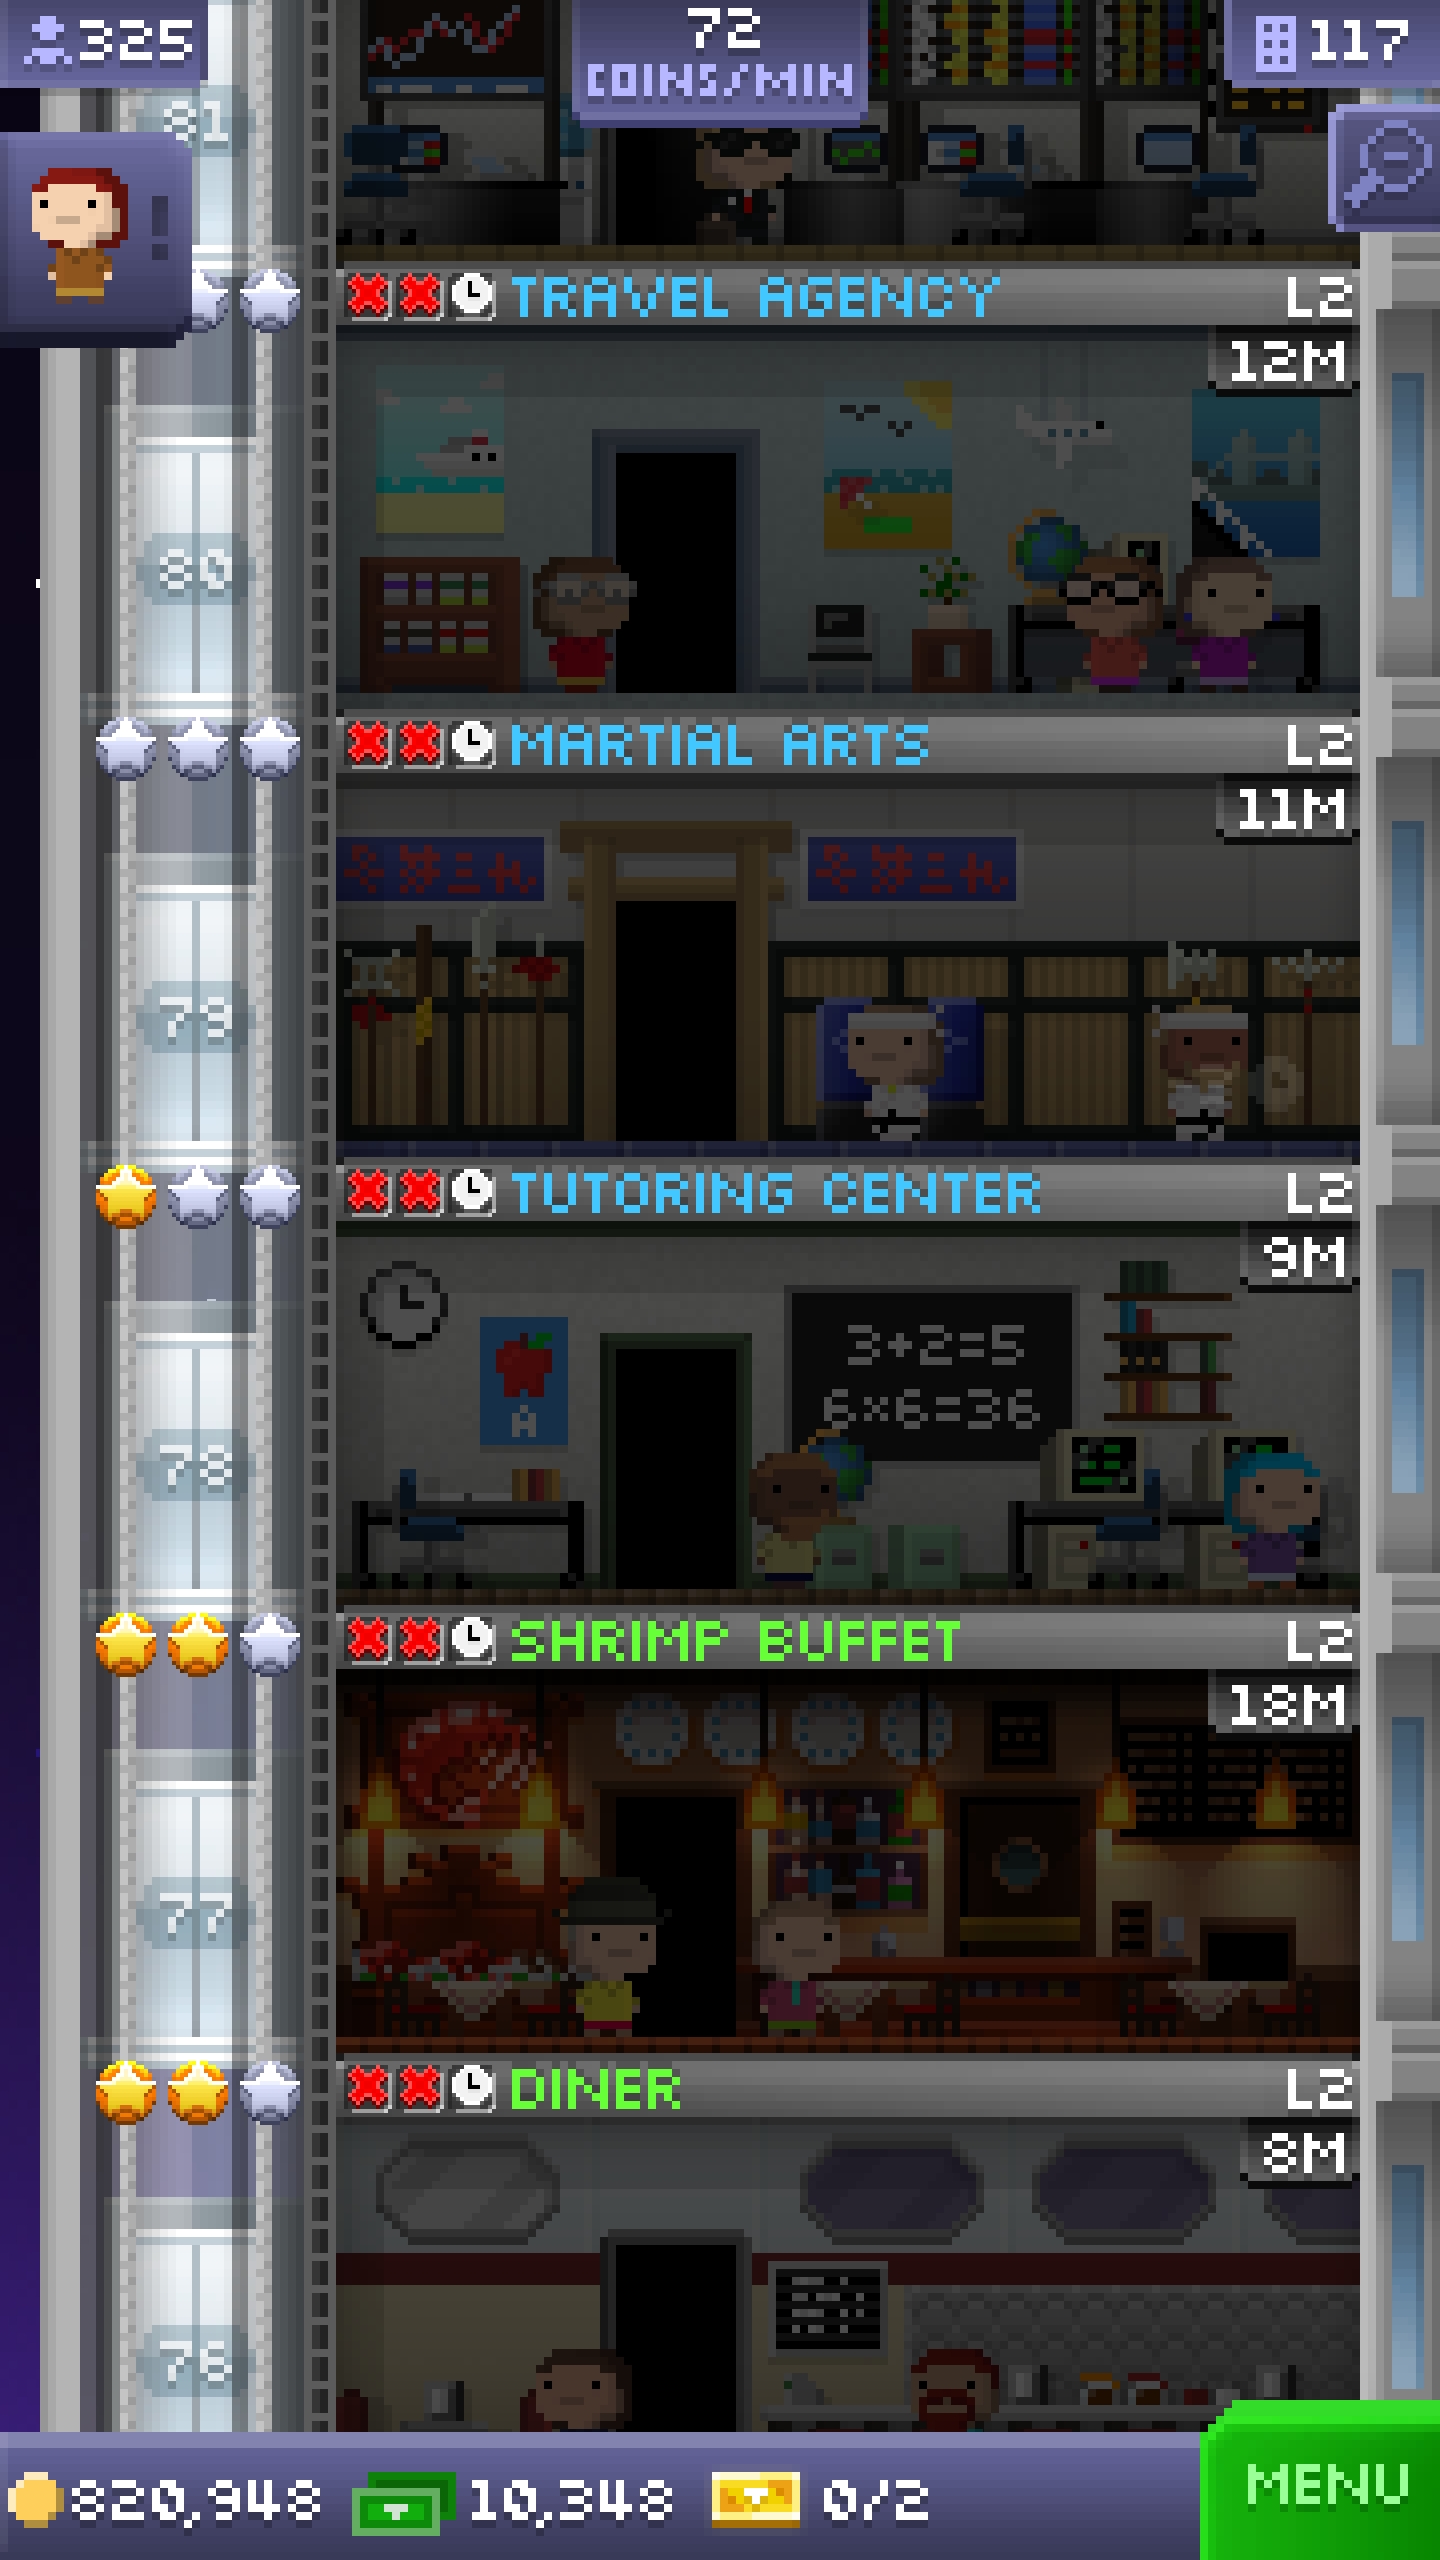 325
72
COINS/MIN
117
81
!
TRAVEL AGENCY L2
12M
80
MARTIAL ARTS L2
11M
79
TUTORING CENTER L2
9M
3+2=5
6×6=36
A
78
SHRIMP BUFFET L2
18M
77
DINER L2
8M
76
820,948 10,348 0/2
MENU